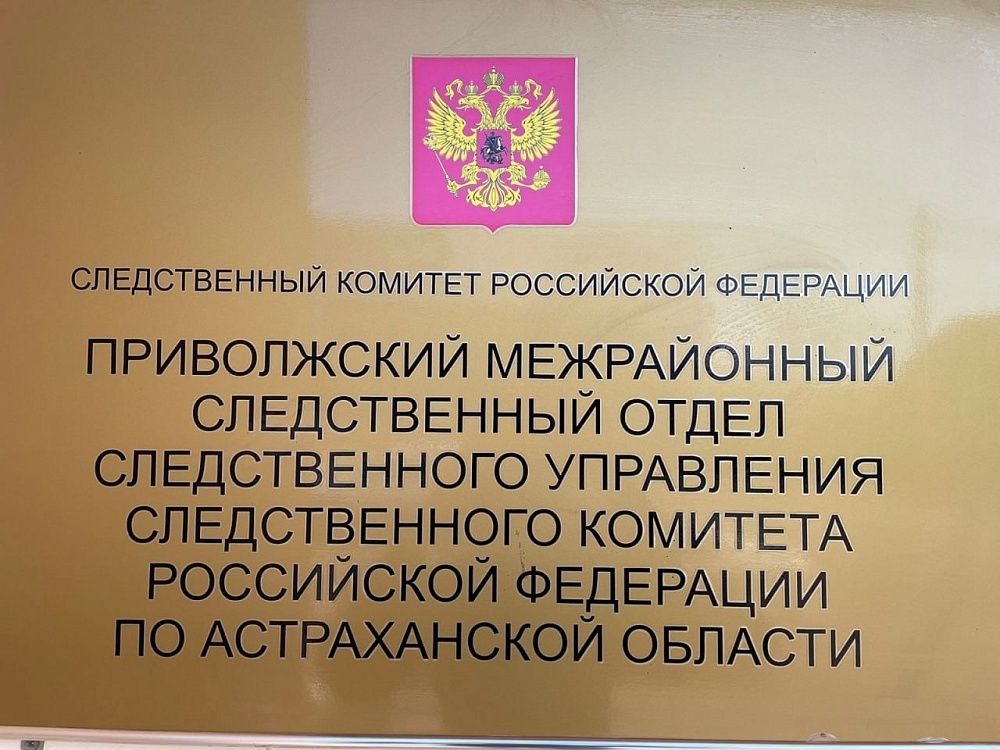 СЛЕДСТВЕННЫЙ КОМИТЕТ РОССИЙСКОЙ ФЕДЕРАЦИИ
ПРИВОЛЖСКИЙ МЕЖРАЙОННЫЙ
СЛЕДСТВЕННЫЙ ОТДЕЛ
СЛЕДСТВЕННОГО УПРАВЛЕНИЯ
СЛЕДСТВЕННОГО КОМИТЕТА
РОССИЙСКОЙ ФЕДЕРАЦИИ
ПО АСТРАХАНСКОЙ ОБЛАСТИ